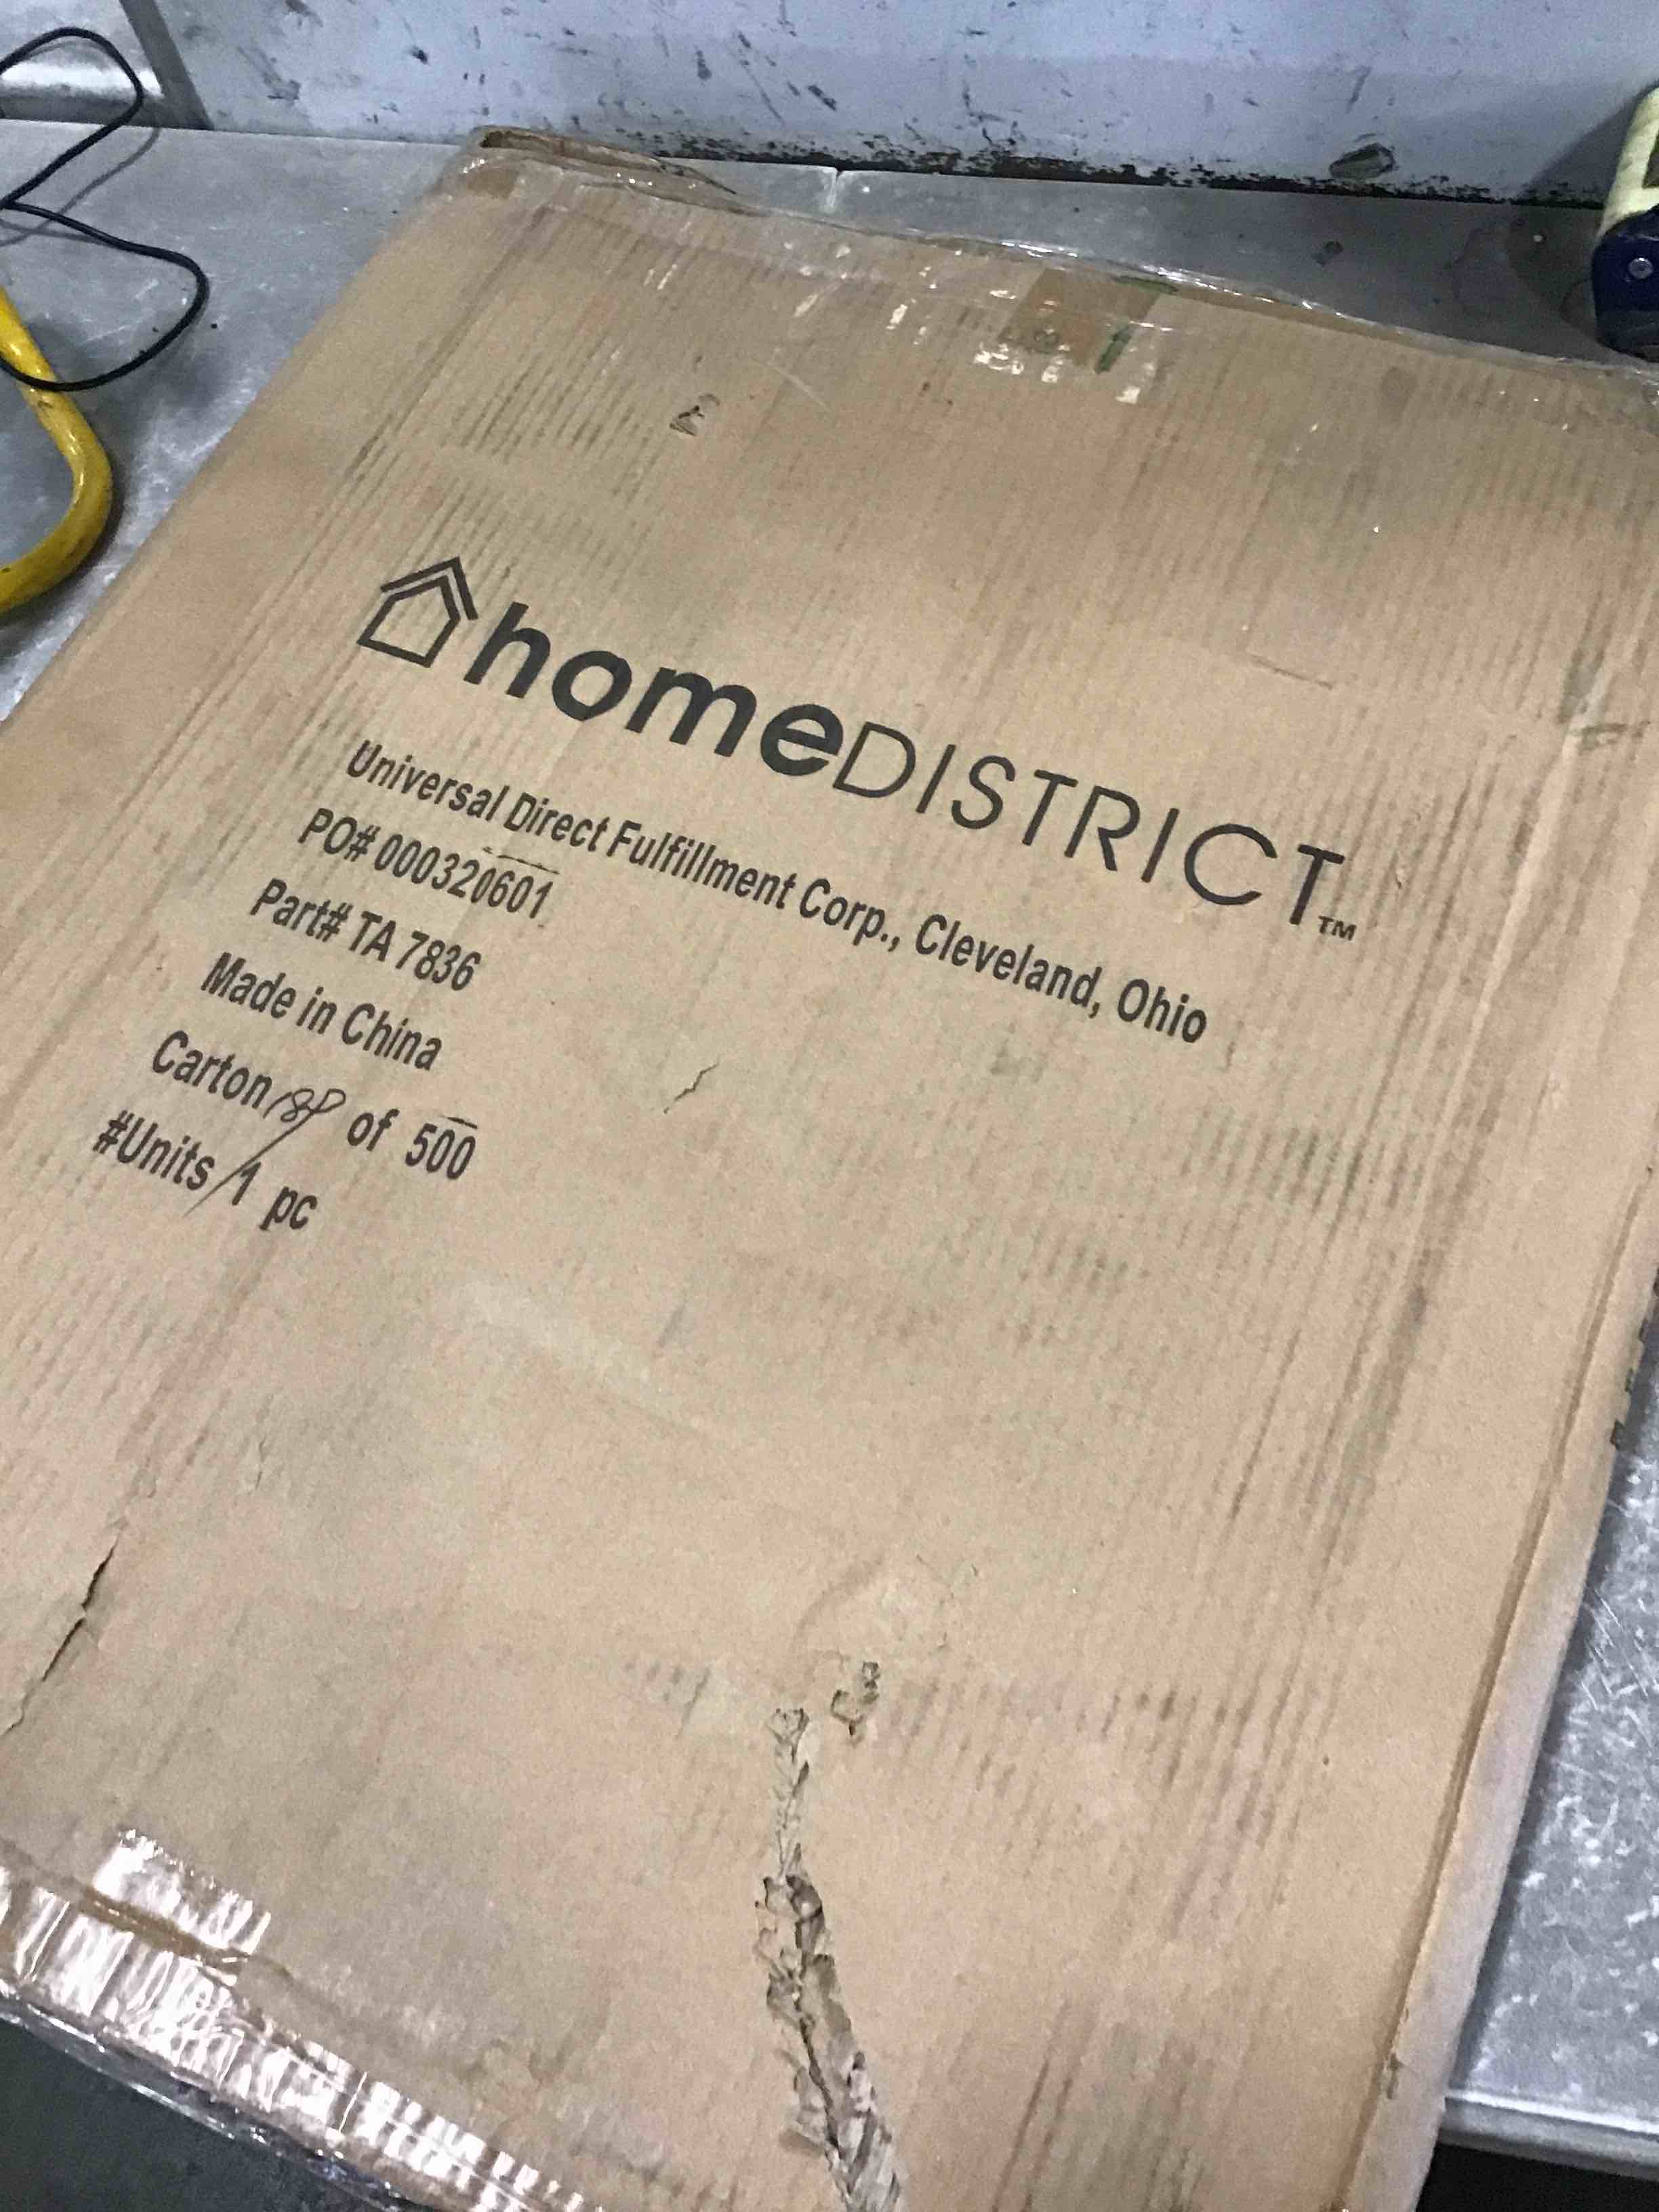 homeDISTRICT™
Universal Direct Fulfillment Corp., Cleveland, Ohio
PO# 000320601
Part# TA 7836
Made in China
Carton of 500
#Units 1 pc